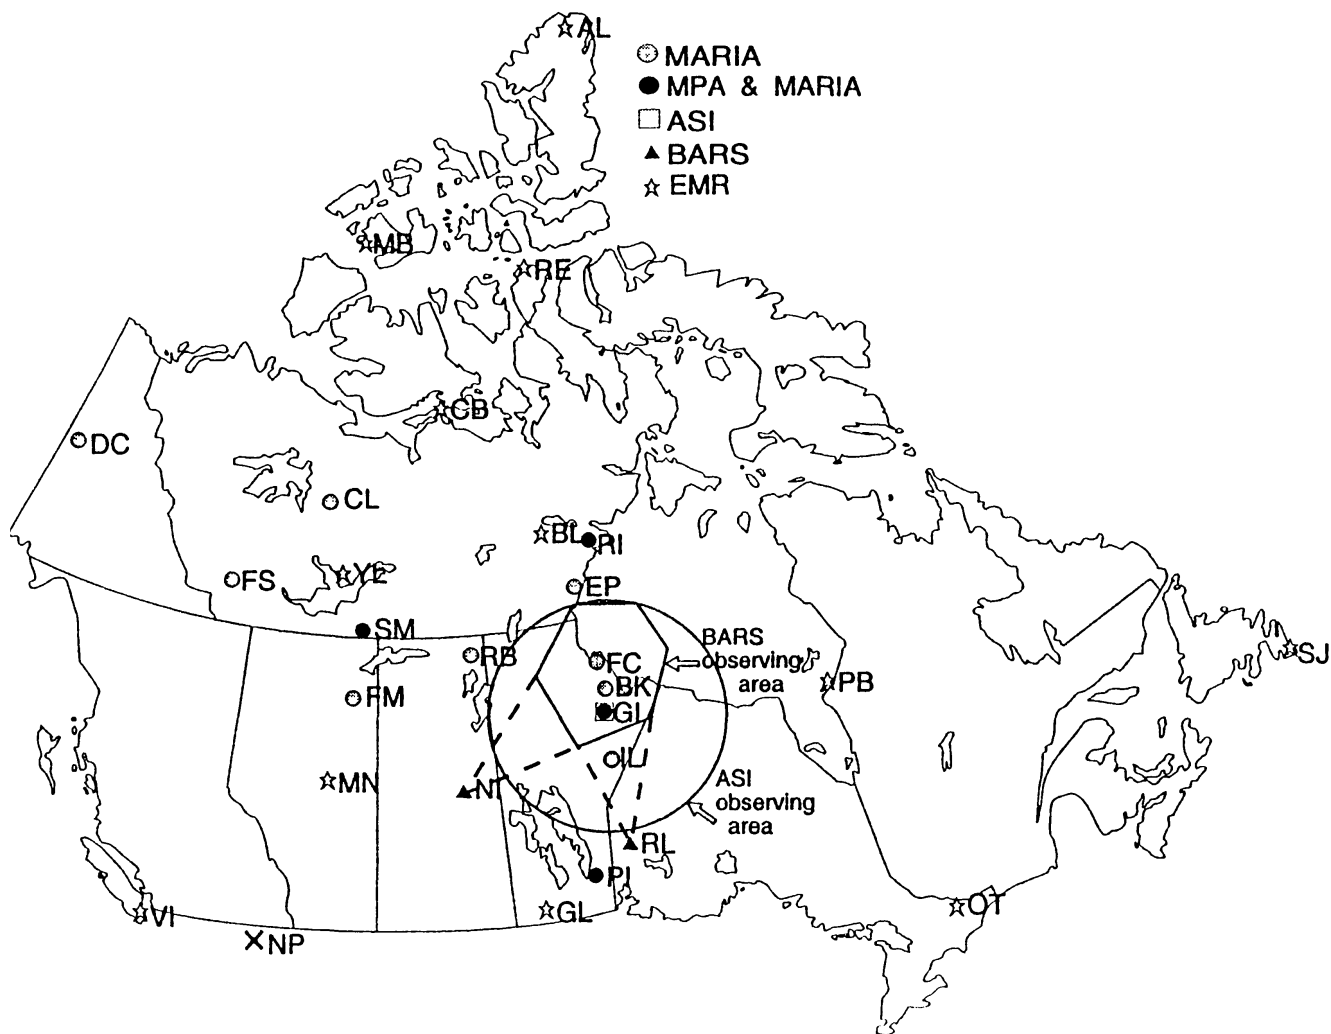 AL
MARIA
MPA & MARIA
ASI
BARS
EMR
MB
RE
CB
DC
CL
BL
RI
FS
YL
EP
SM
RB
BARS
observing
area
FC
SJ
FM
BK
PB
GI
IL
MN
NI
ASI
observing
area
RL
PI
VI
GL
OT
NP